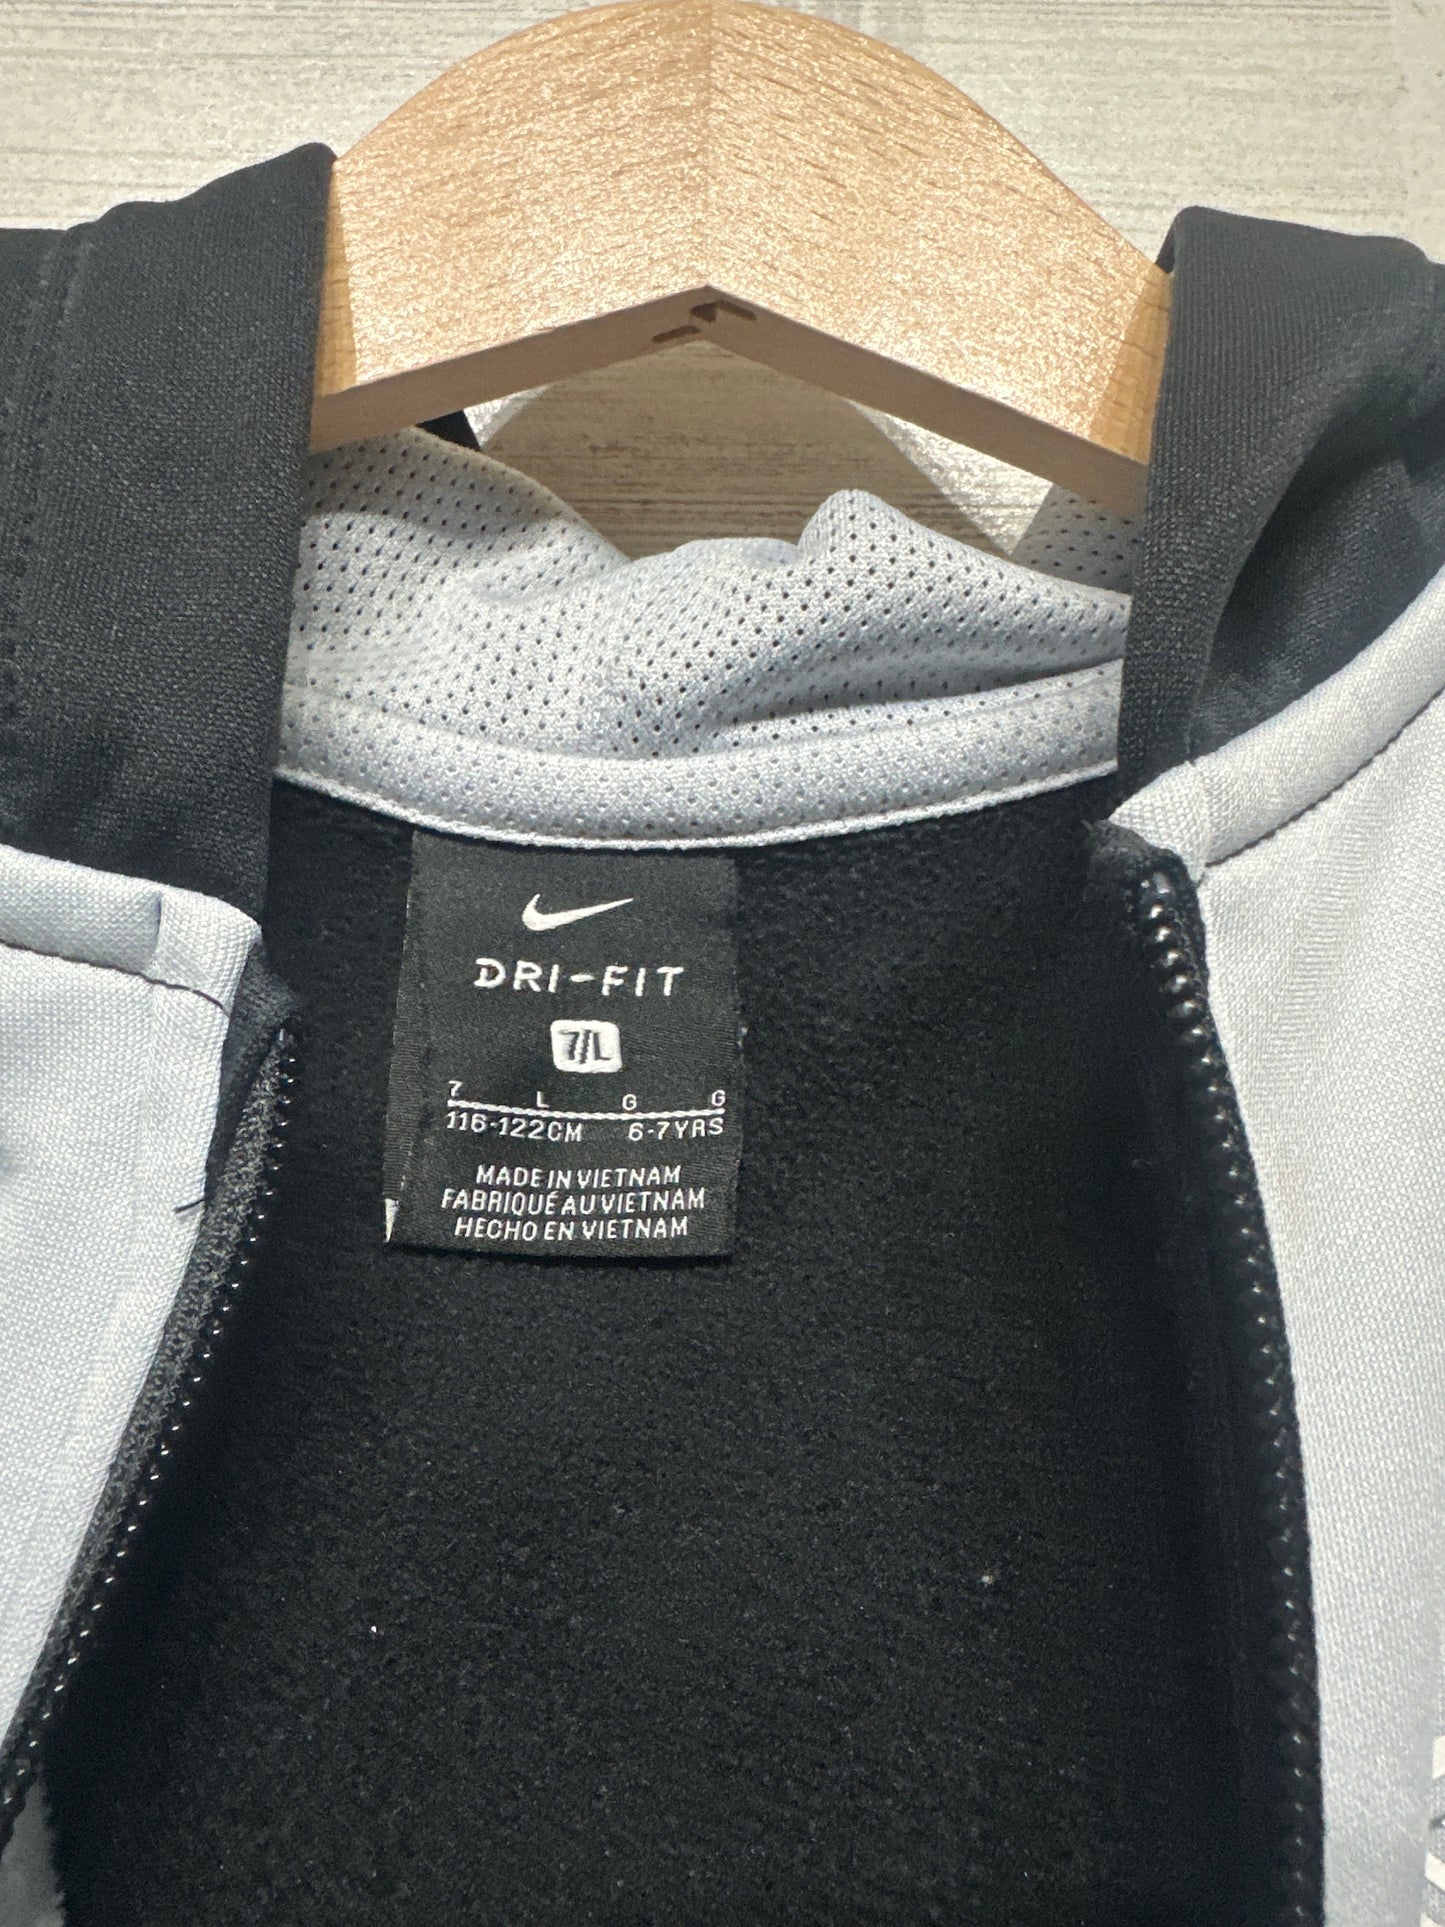 DRI-FIT
7/L
7 L G G
116-122CM 6-7YRS
MADE IN VIETNAM
FABRIQUÉ AU VIETNAM
HECHO EN VIETNAM